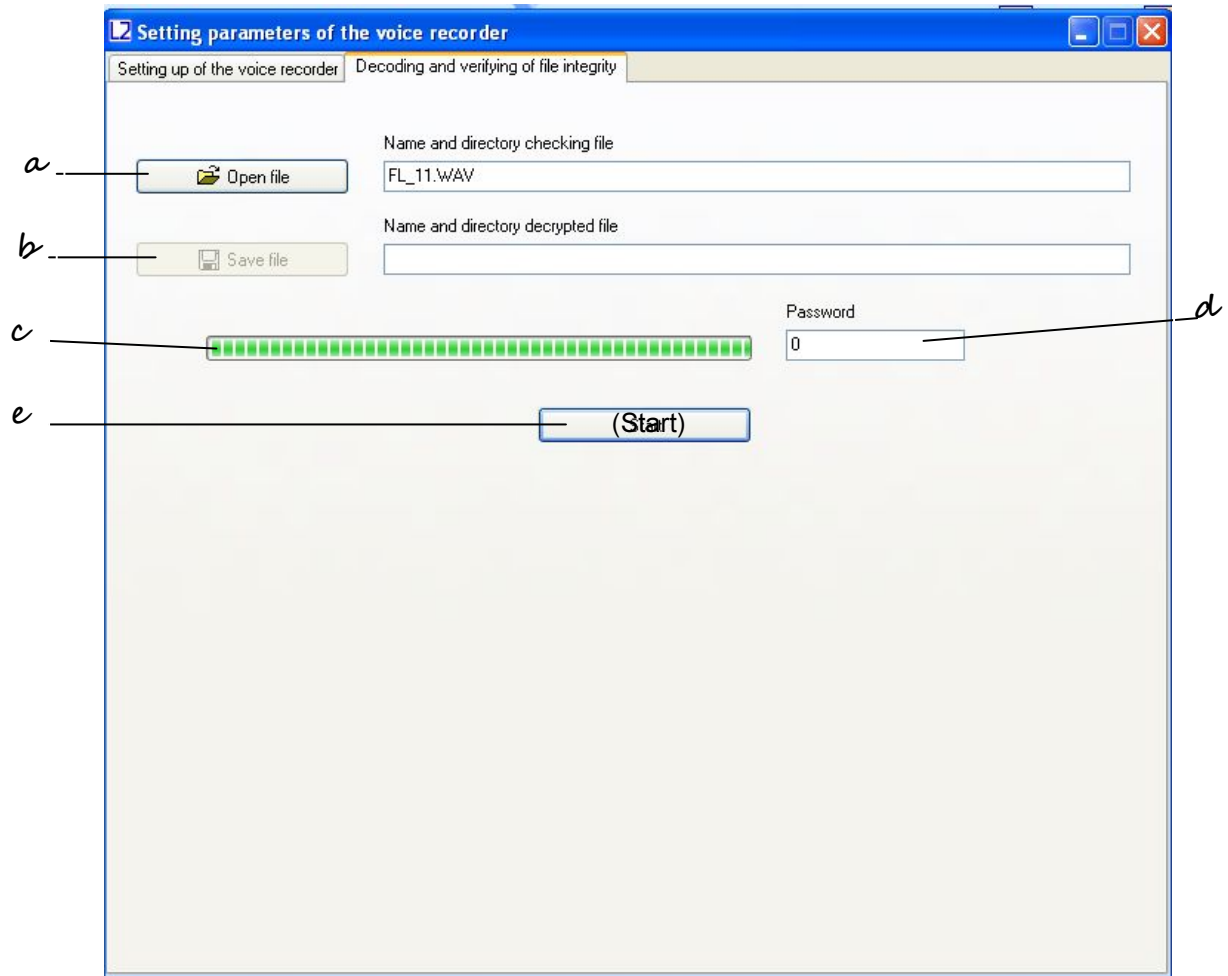 Setting parameters of the voice recorder
Setting up of the voice recorder Decoding and verifying of file integrity
Name and directory checking file
a Open file FL_11.WAV
Name and directory decrypted file
b Save file
Password d
c 0
e (Start)